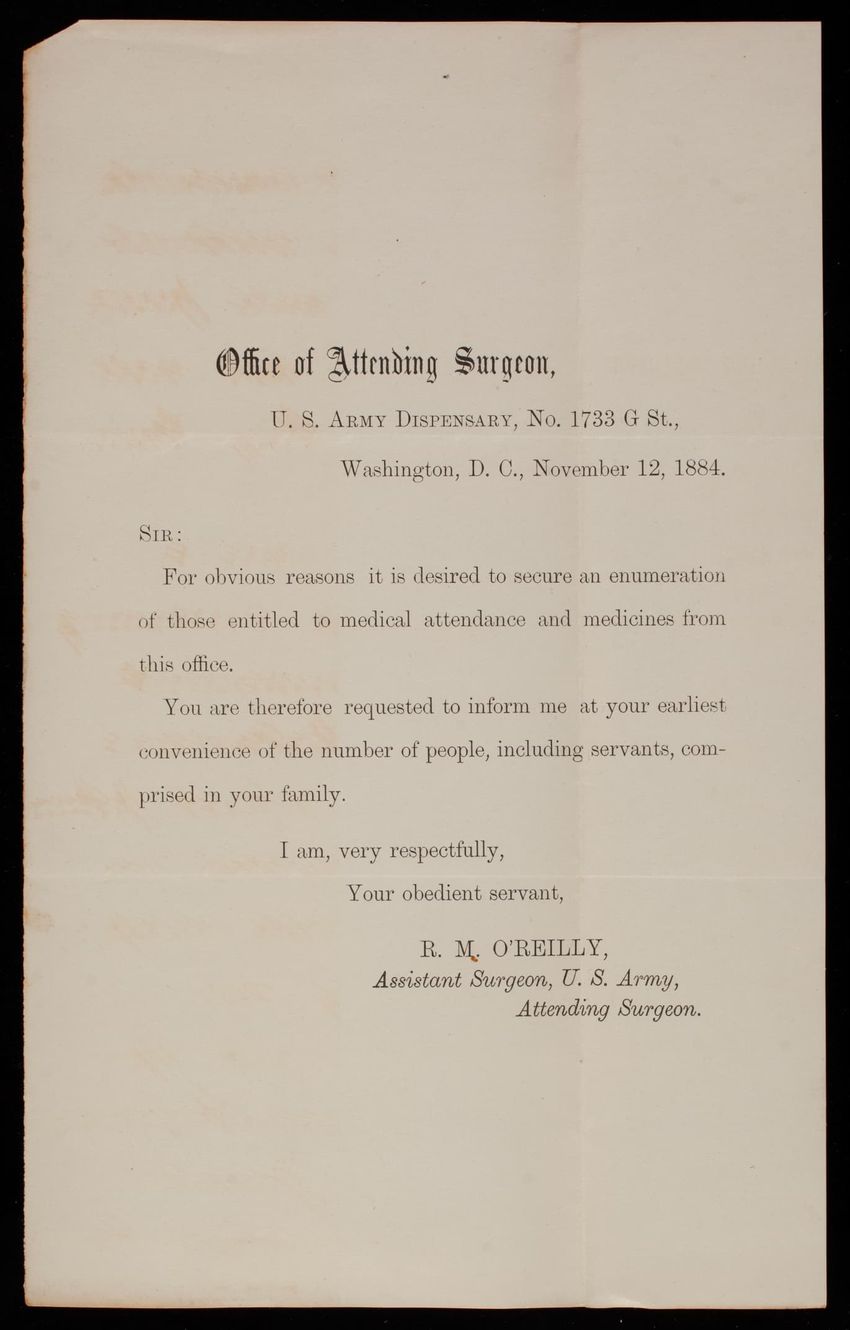 Office of Attending Surgeon,
U. S. Army Dispensary, No. 1733 G St.,
Washington, D. C., November 12, 1884.
Sir:
For obvious reasons it is desired to secure an enumeration
of those entitled to medical attendance and medicines from
this office.
You are therefore requested to inform me at your earliest
convenience of the number of people, including servants, com-
prised in your family.
I am, very respectfully,
Your obedient servant,
R. M. O'REILLY,
Assistant Surgeon, U. S. Army,
Attending Surgeon.